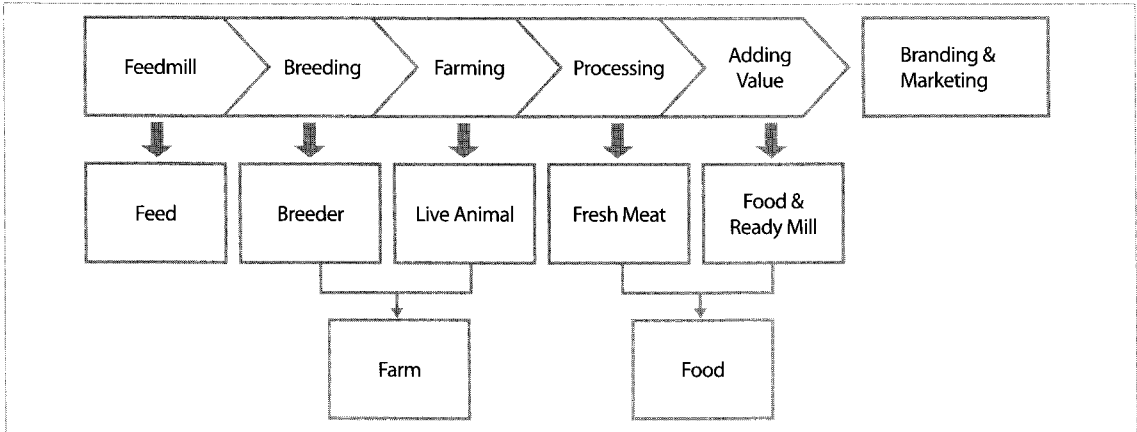 Feedmill
Breeding
Farming
Processing
Adding
Value
Branding &
Marketing
Feed
Breeder
Live Animal
Fresh Meat
Food &
Ready Mill
Farm
Food